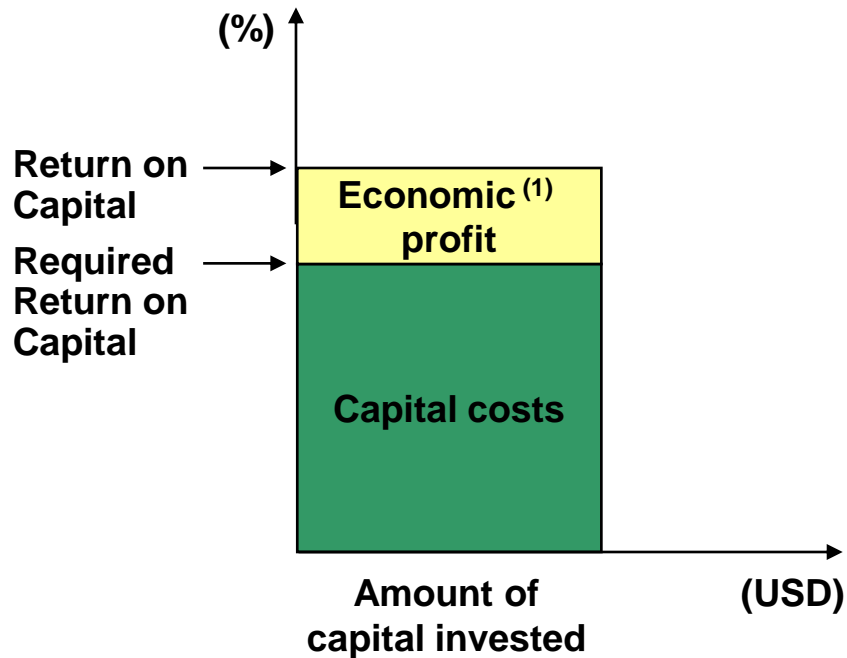 (%)
Return on
Capital
Economic (1)
profit
Required
Return on
Capital
Capital costs
Amount of
capital invested
(USD)